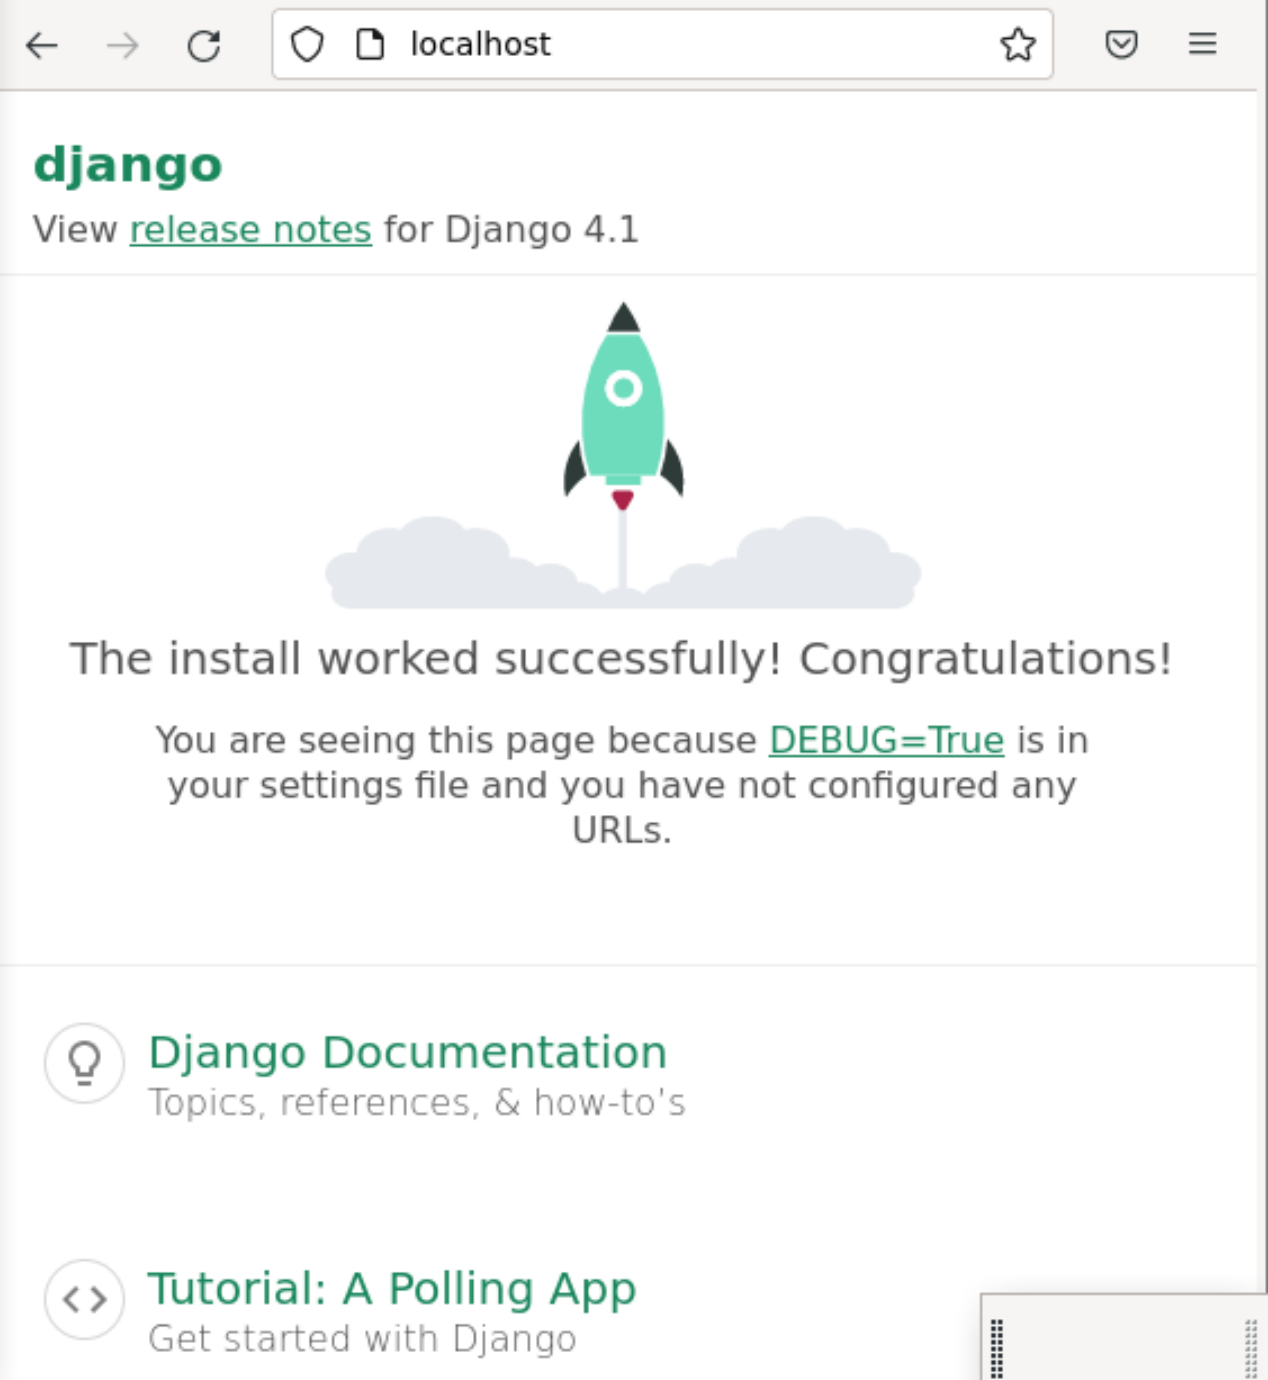 localhost
django
View release notes for Django 4.1
The install worked successfully! Congratulations!
You are seeing this page because DEBUG=True is in
your settings file and you have not configured any
URLs.
Django Documentation
Topics, references, & how-to's
Tutorial: A Polling App
Get started with Django